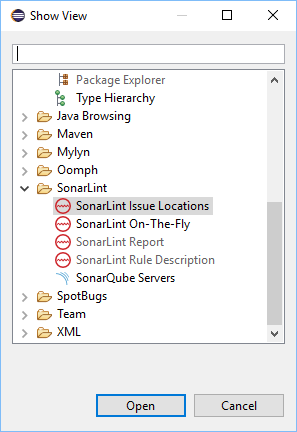 Show View
Package Explorer
Type Hierarchy
Java Browsing
Maven
Mylyn
Oomph
SonarLint
SonarLint Issue Locations
SonarLint On-The-Fly
SonarLint Report
SonarLint Rule Description
SonarQube Servers
SpotBugs
Team
XML
Open
Cancel